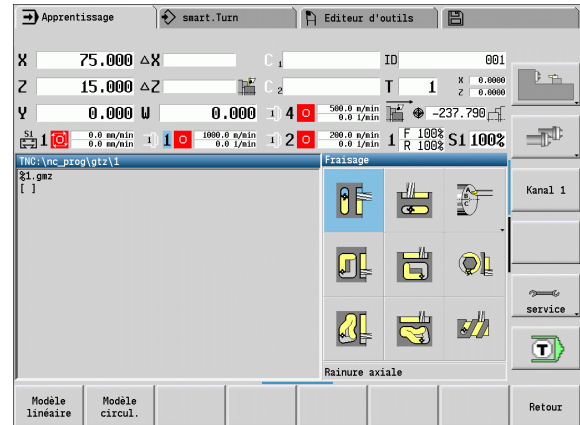 Apprentissage smart.Turn Editeur d'outils
X 75.000 ΔX C 1 ID 001
Z 15.000 ΔZ C 2 T 1 X 0.0000
Z 0.0000
Y 0.000 W 0.000 1) 4 500.0 m/min
0.0 1/min -237.790
S1 1 0.0 mm/min
0.0 mm/min 1) 1 1000.0 m/min
0.0 1/min 1) 2 200.0 m/min
0.0 1/min 1 F 100%
R 100% S1 100%
TNC:\nc_prog\gtz\1 Fraisage
%1.gmz
[ ]
A
B
C
Kanal 1
service
T
Rainure axiale
Modèle
linéaire
Modèle
circul.
Retour